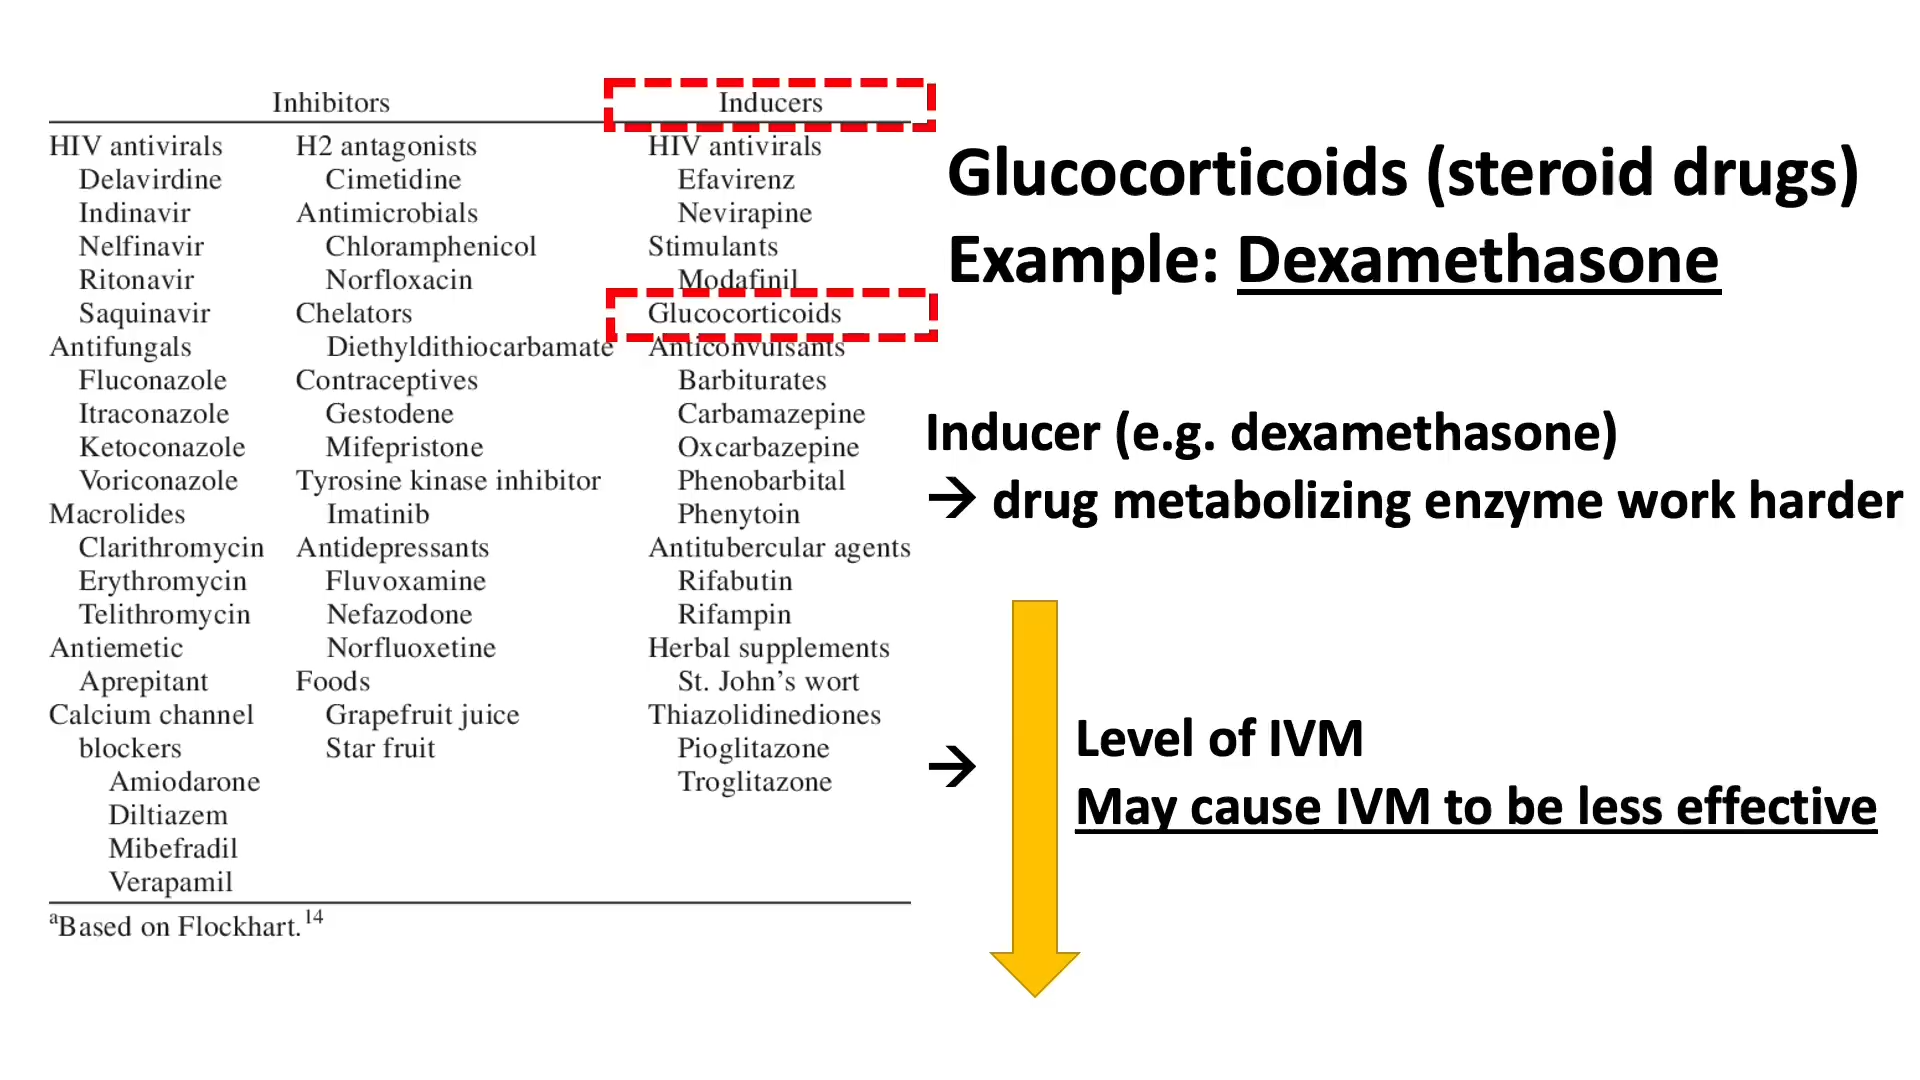 Inhibitors
Inducers
HIV antivirals
Delavirdine
Indinavir
Nelfinavir
Ritonavir
Saquinavir
Antifungals
Fluconazole
Itraconazole
Ketoconazole
Voriconazole
Macrolides
Clarithromycin
Erythromycin
Telithromycin
Antiemetic
Aprepitant
Calcium channel
blockers
Amiodarone
Diltiazem
Mibefradil
Verapamil
H2 antagonists
Cimetidine
Antimicrobials
Chloramphenicol
Norfloxacin
Chelators
Diethyldithiocarbamate
Contraceptives
Gestodene
Mifepristone
Tyrosine kinase inhibitor
Imatinib
Antidepressants
Fluvoxamine
Nefazodone
Norfluoxetine
Foods
Grapefruit juice
Star fruit
HIV antivirals
Efavirenz
Nevirapine
Stimulants
Modafinil
Glucocorticoids
Anticonvulsants
Barbiturates
Carbamazepine
Oxcarbazepine
Phenobarbital
Phenytoin
Antitubercular agents
Rifabutin
Rifampin
Herbal supplements
St. John’s wort
Thiazolidinediones
Pioglitazone
Troglitazone
ᵃBased on Flockhart.¹⁴
Glucocorticoids (steroid drugs)
Example: Dexamethasone
Inducer (e.g. dexamethasone)
→ drug metabolizing enzyme work harder
→ Level of IVM
May cause IVM to be less effective